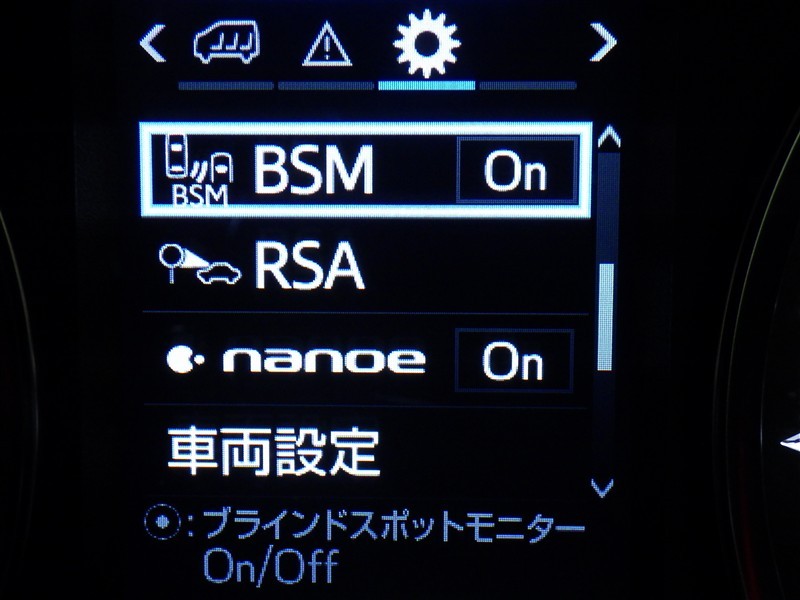 BSM
BSM On
RSA
nanoe On
車両設定
: ブラインドスポットモニター
On/Off